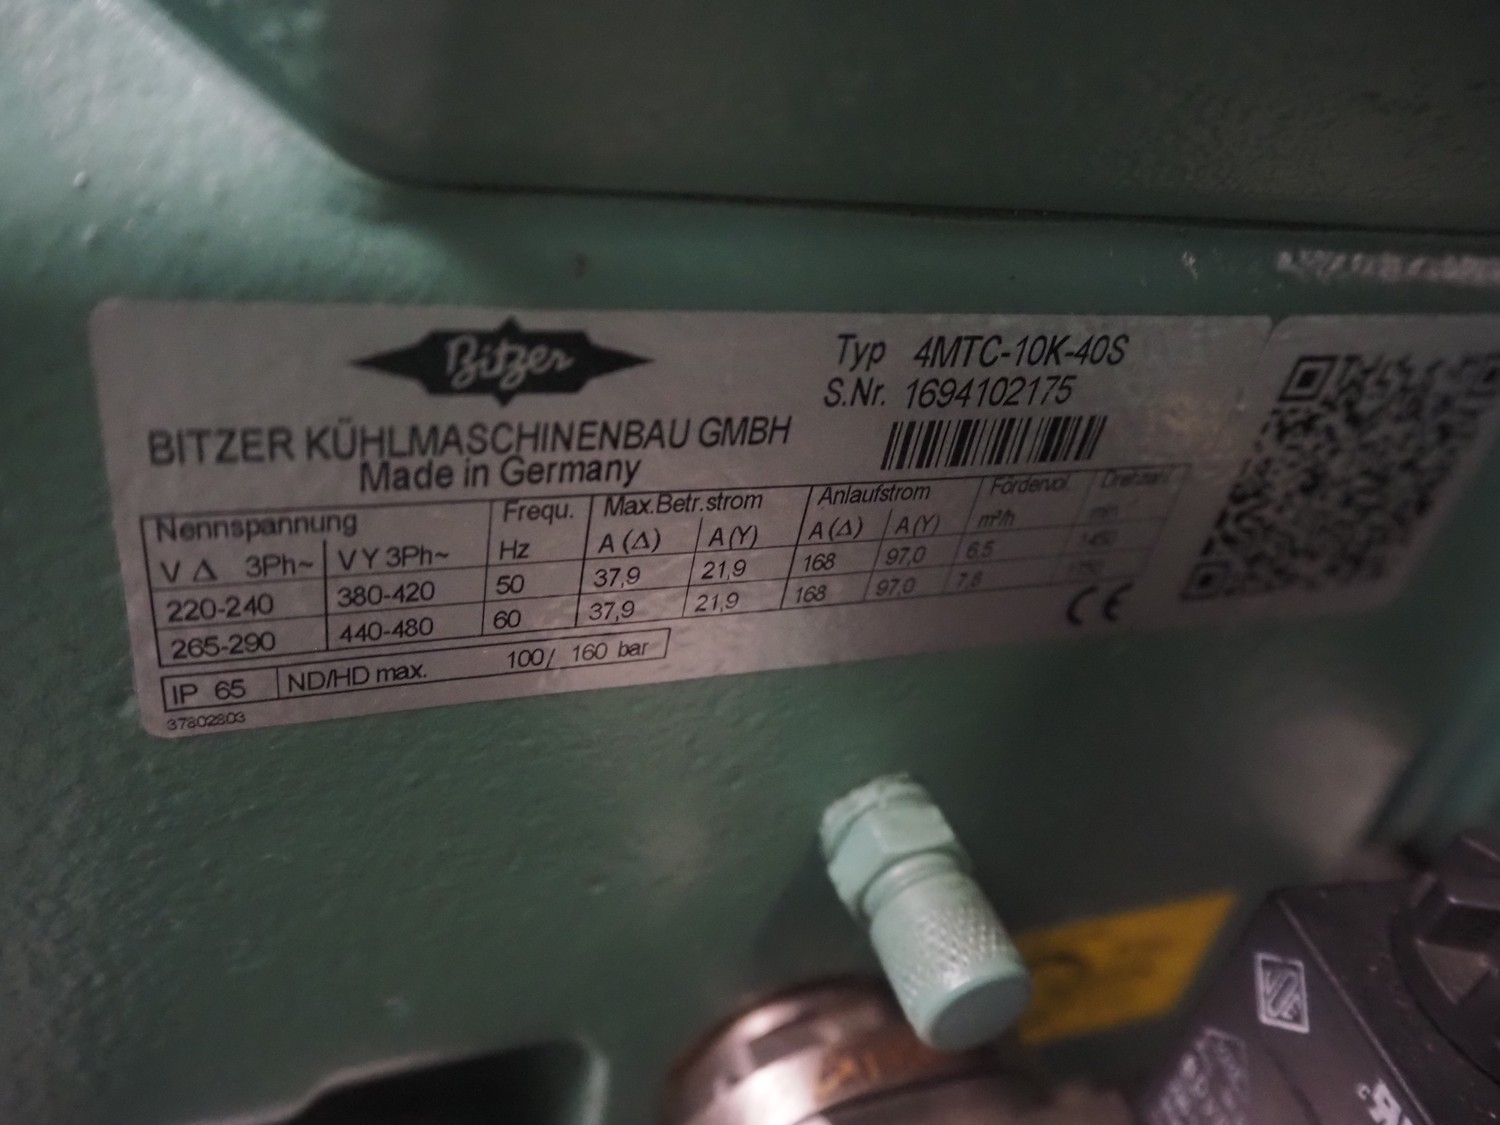 Bitzer
BITZER KÜHLMASCHINENBAU GMBH
Made in Germany
Typ 4MTC-10K-40S
S.Nr. 1694102175
Nennspannung Frequ. Max.Betr.strom Anlaufstrom Fördervol. Drehzahl
V Δ 3Ph~ V Y 3Ph~ Hz A (Δ) A (Y) A (Δ) A (Y) m³/h min
220-240 380-420 50 37,9 21,9 168 97,0 6.5 1450
265-290 440-480 60 37,9 21,9 168 97,0 7.8
IP 65 ND/HD max. 100/ 160 bar
CE
37802803